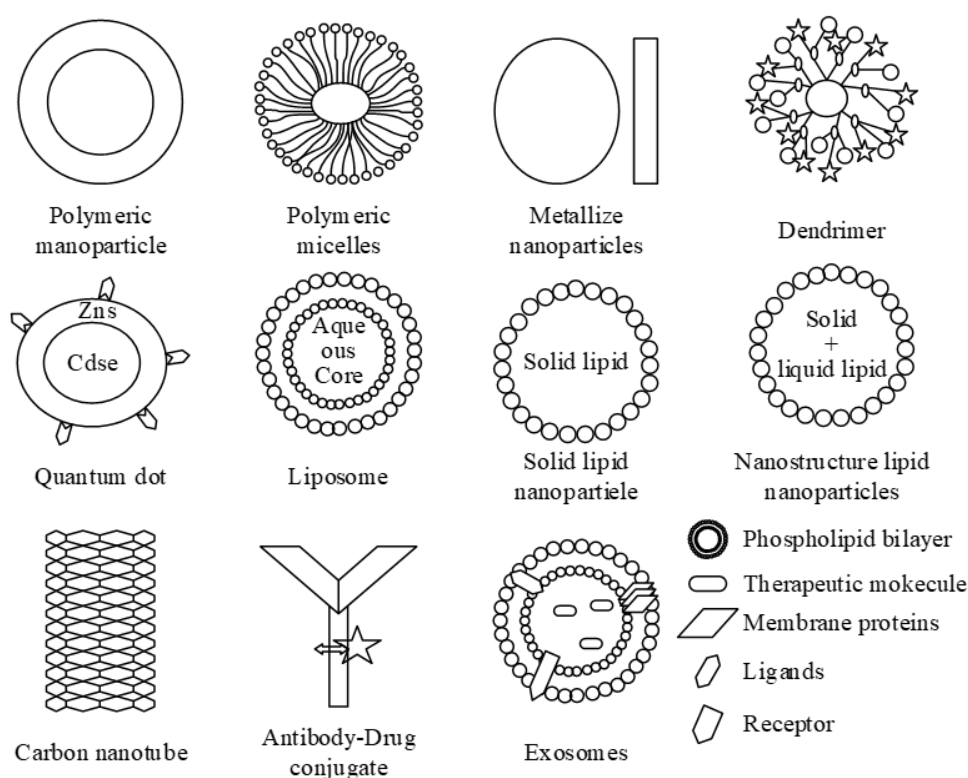 Polymeric
manoparticle
Polymeric
micelles
Metallize
nanoparticles
Dendrimer
Zns
Cdse
Quantum dot
Aque
ous
Core
Liposome
Solid lipid
Solid lipid
nanopartiele
Solid
+
liquid lipid
Nanostructure lipid
nanoparticles
Carbon nanotube
Antibody-Drug
conjugate
Exosomes
Phospholipid bilayer
Therapeutic mokecule
Membrane proteins
Ligands
Receptor